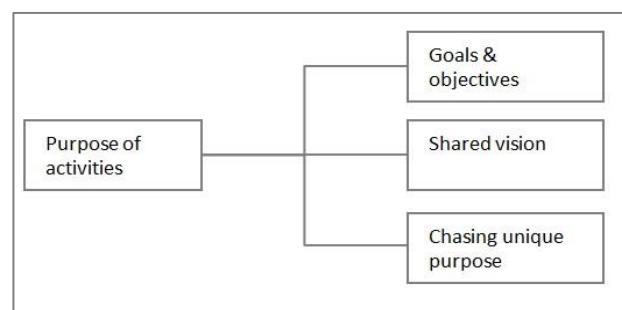 Goals &
objectives
Purpose of
activities
Shared vision
Chasing unique
purpose